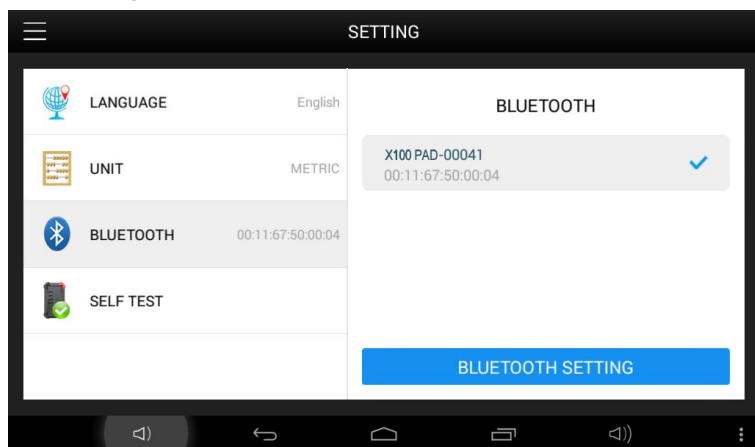 SETTING
LANGUAGE English
UNIT METRIC
BLUETOOTH 00:11:67:50:00:04
SELF TEST
BLUETOOTH
X100 PAD-00041
00:11:67:50:00:04
BLUETOOTH SETTING